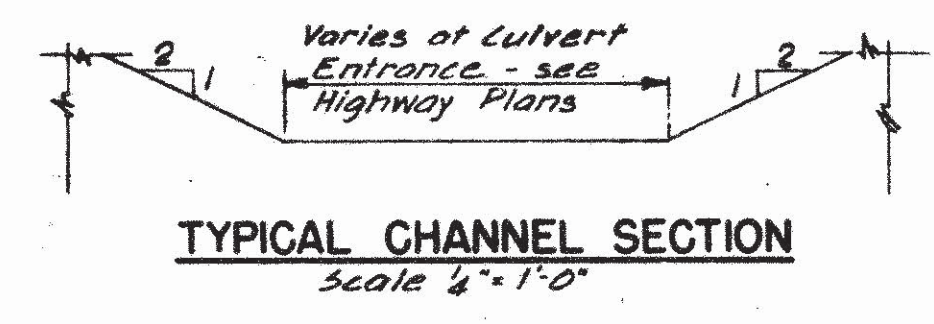 Varies at Culvert
2 Entrance - see 2
1 Highway Plans 1
TYPICAL CHANNEL SECTION
Scale 1/4" = 1'-0"